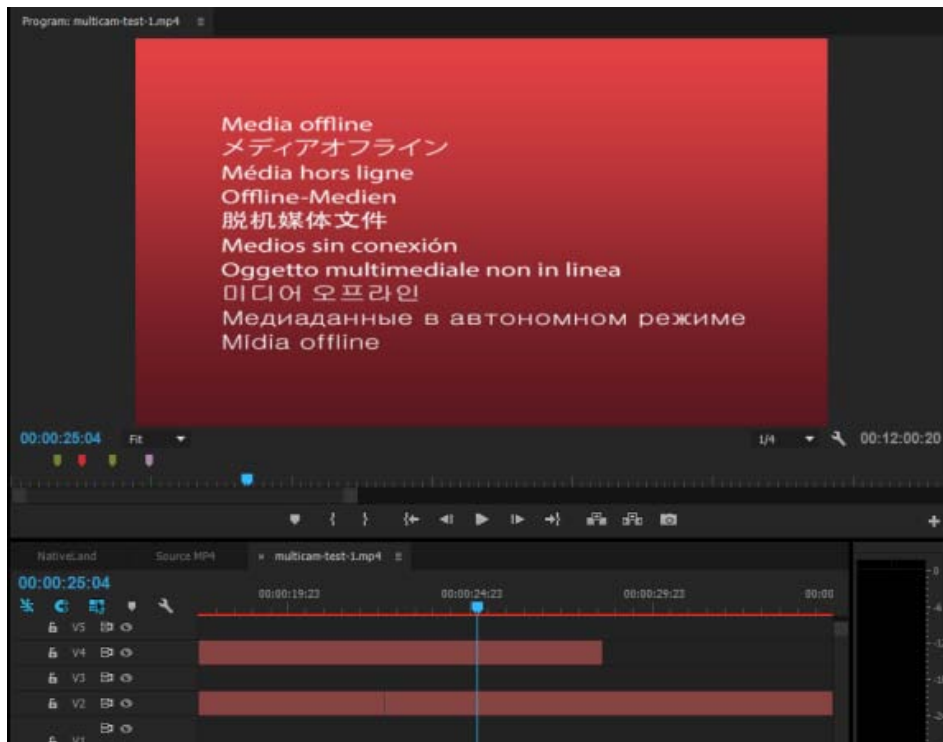 Program: multicam-test-1.mp4
Media offline
メディアオフライン
Média hors ligne
Offline-Medien
脱机媒体文件
Medios sin conexión
Oggetto multimediale non in linea
미디어 오프라인
Медиаданные в автономном режиме
Mídia offline
00:00:25:04 Fit 1/4 00:12:00:20
NativeLand Source MP4 × multicam-test-1.mp4
00:00:25:04
00:00:19:23 00:00:24:23 00:00:29:23 00:00
V5
V4
V3
V2
V1